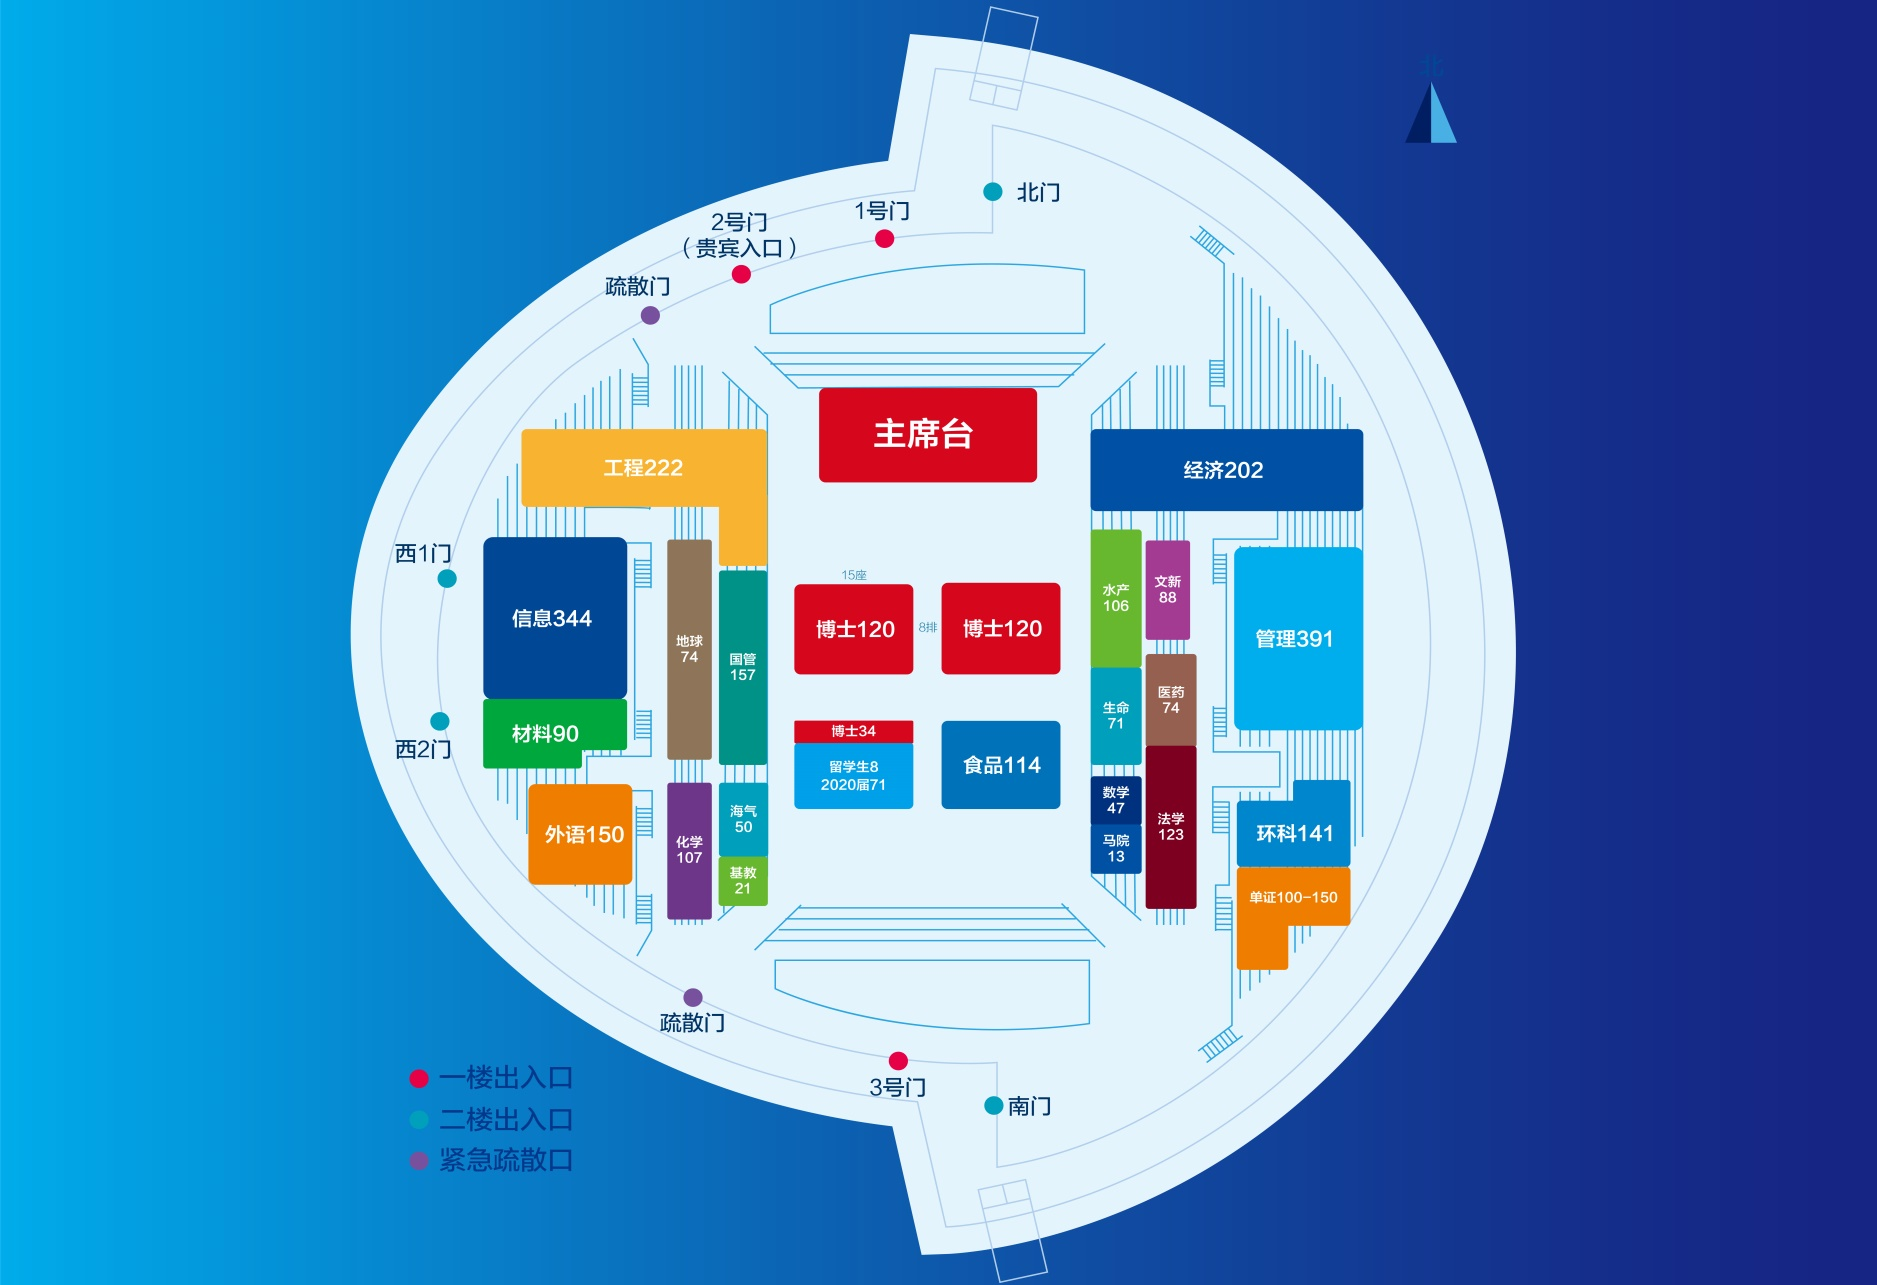 北
北门
1号门
2号门
（贵宾入口）
疏散门
主席台
工程222
经济202
西1门
信息344
地球
74
国管
157
15座
博士120
8排
博士120
水产
106
文新
88
管理391
西2门
材料90
生命
71
医药
74
博士34
留学生8
2020届71
食品114
外语150
化学
107
海气
50
基教
21
数学
47
马院
13
法学
123
环科141
单证100-150
疏散门
3号门
南门
一楼出入口
二楼出入口
紧急疏散口